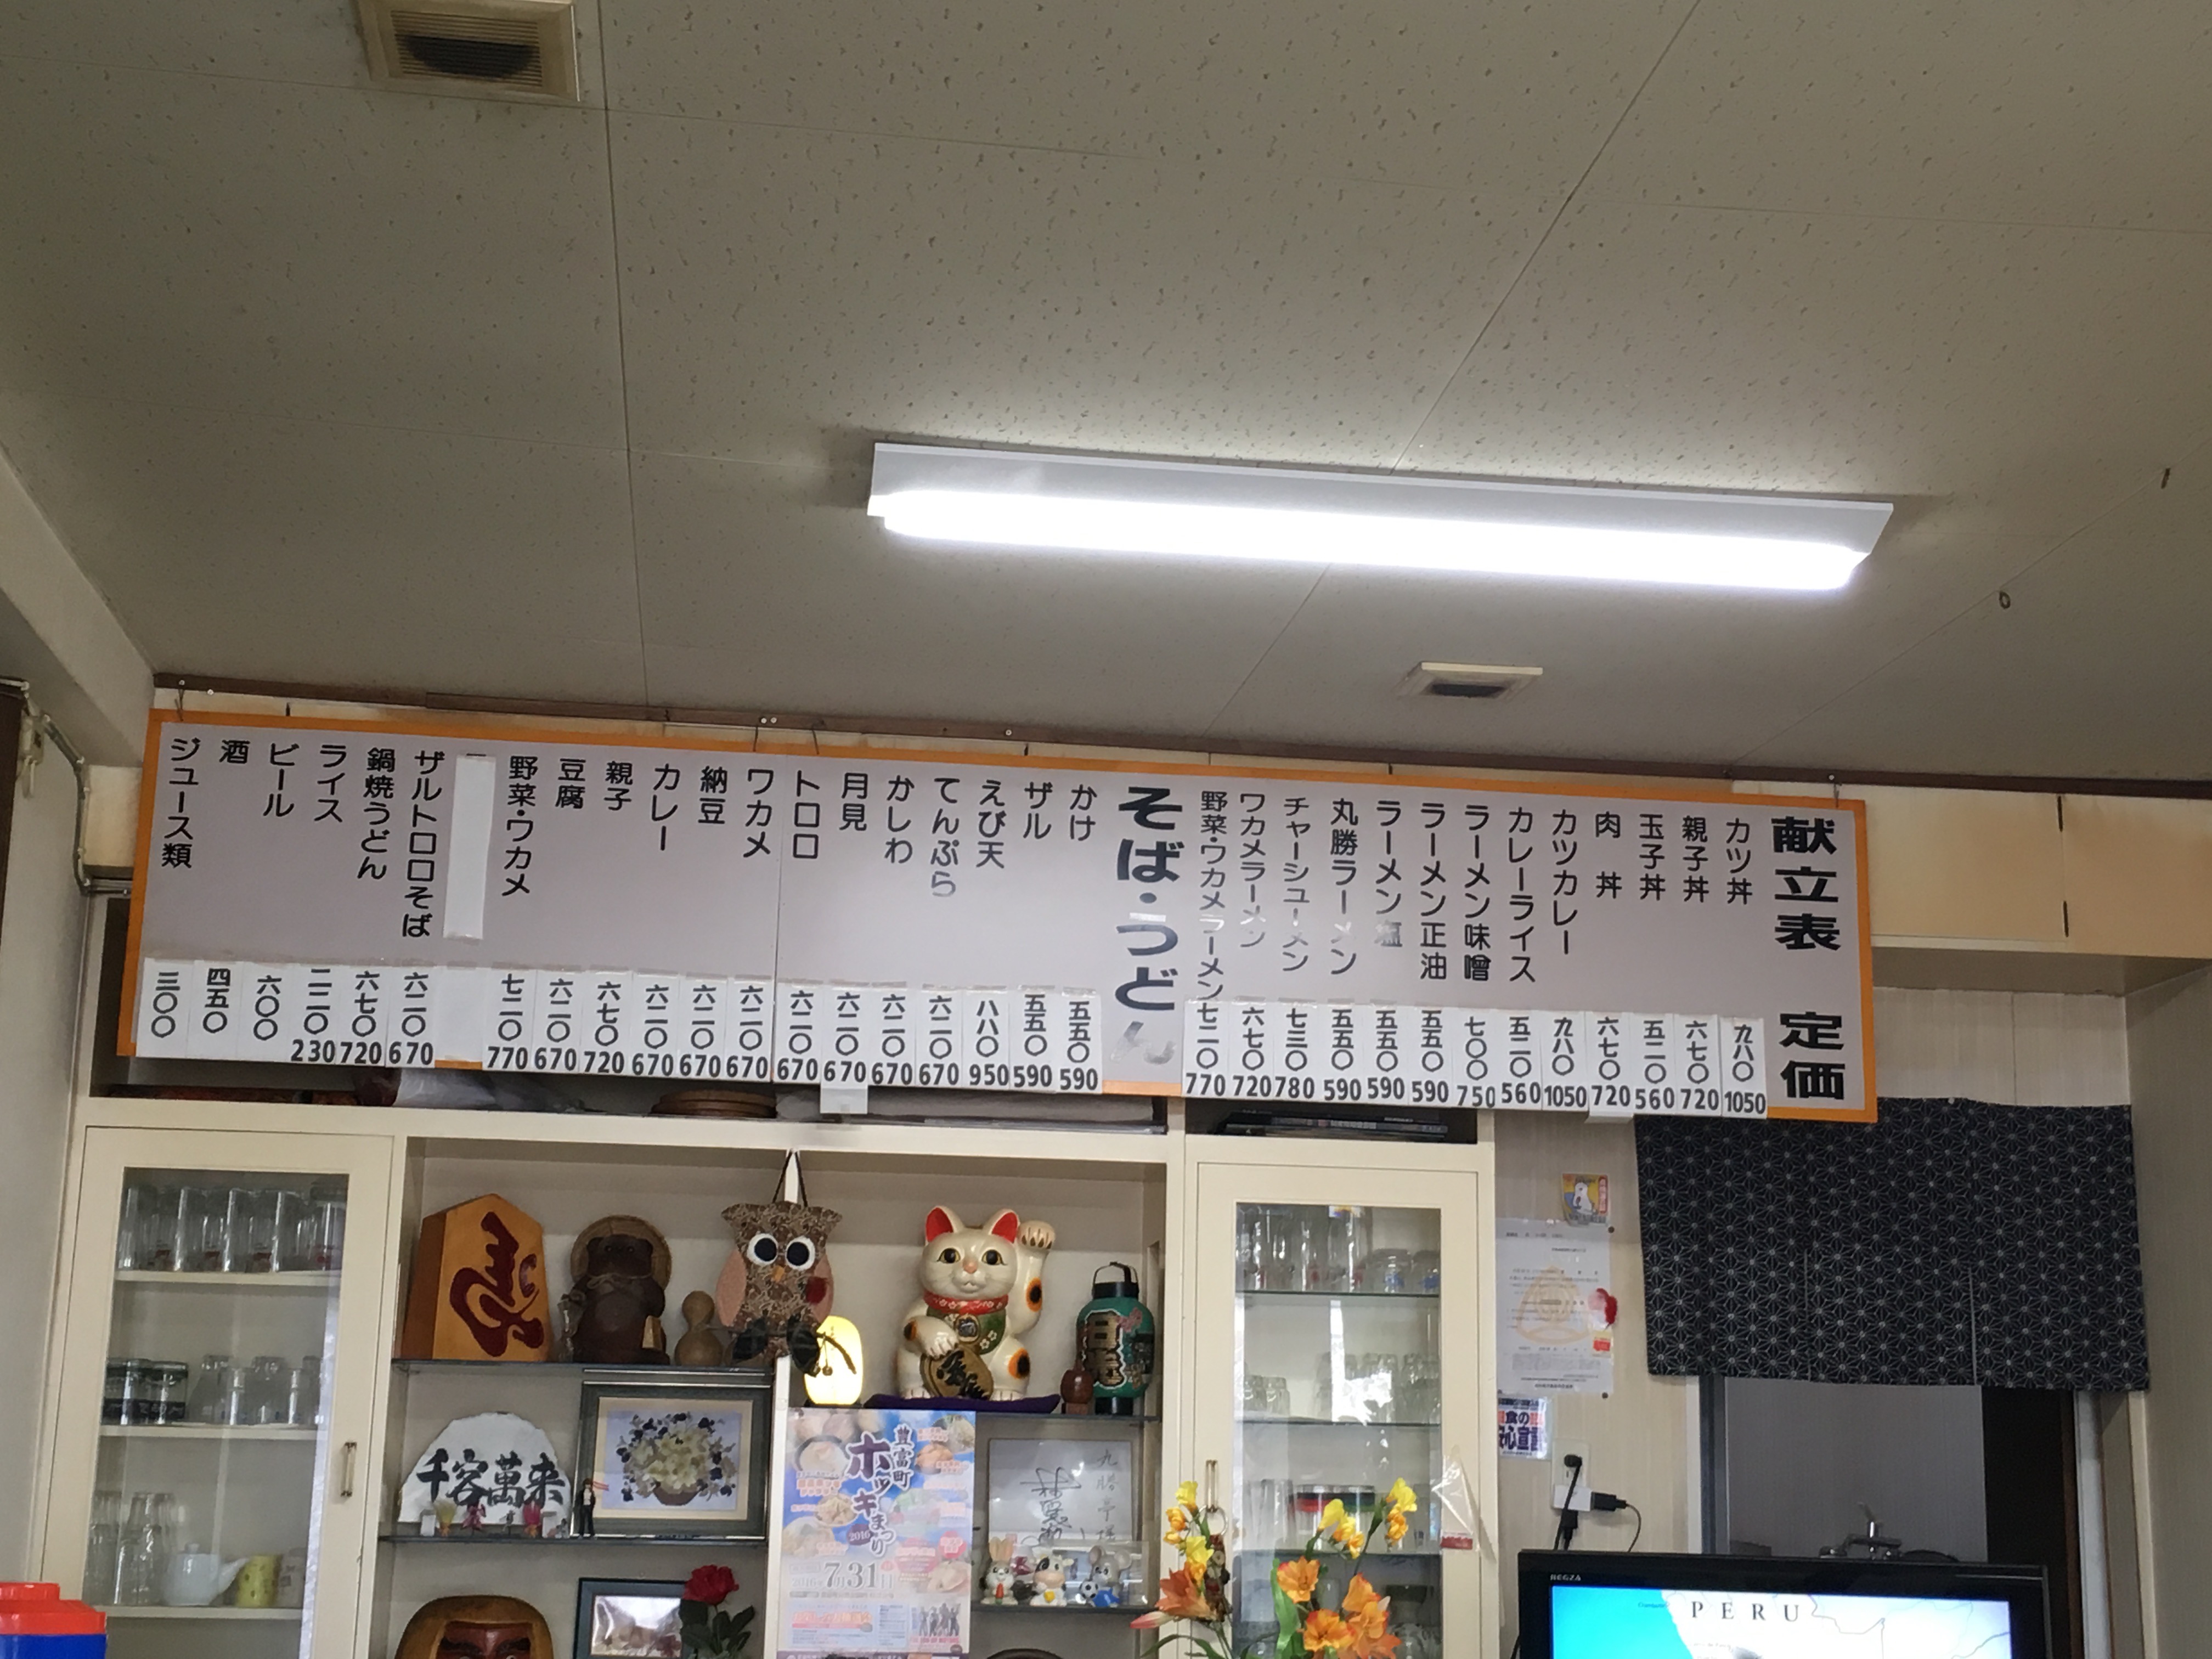 献立表　定価
カツ丼 九八〇 1050
親子丼 六七〇 720
玉子丼 五二〇 560
肉　丼 六七〇 720
カツカレー 九八〇 1050
カレーライス 五二〇 560
ラーメン味噌 七〇〇 750
ラーメン正油 五五〇 590
ラーメン塩 五五〇 590
丸勝ラーメン 五五〇 590
チャーシューメン 七三〇 780
ワカメラーメン 六七〇 720
野菜・ワカメラーメン 七二〇 770
そば・うどん
かけ 五五〇 590
ザル 五五〇 590
えび天 八八〇 950
てんぷら 六二〇 670
かしわ 六二〇 670
月見 六二〇 670
トロロ 六二〇 670
ワカメ 六二〇 670
納豆 六二〇 670
カレー 六二〇 670
親子 六七〇 720
豆腐 六二〇 670
野菜・ワカメ 七二〇 770
ザルトロロそば 六二〇 670
鍋焼うどん 六七〇 720
ライス 二二〇 230
ビール 六〇〇
酒 四五〇
ジュース類 三〇〇
千客萬来
豊富町
ホッキまつり
2016
7月31日
REGZA
PERU